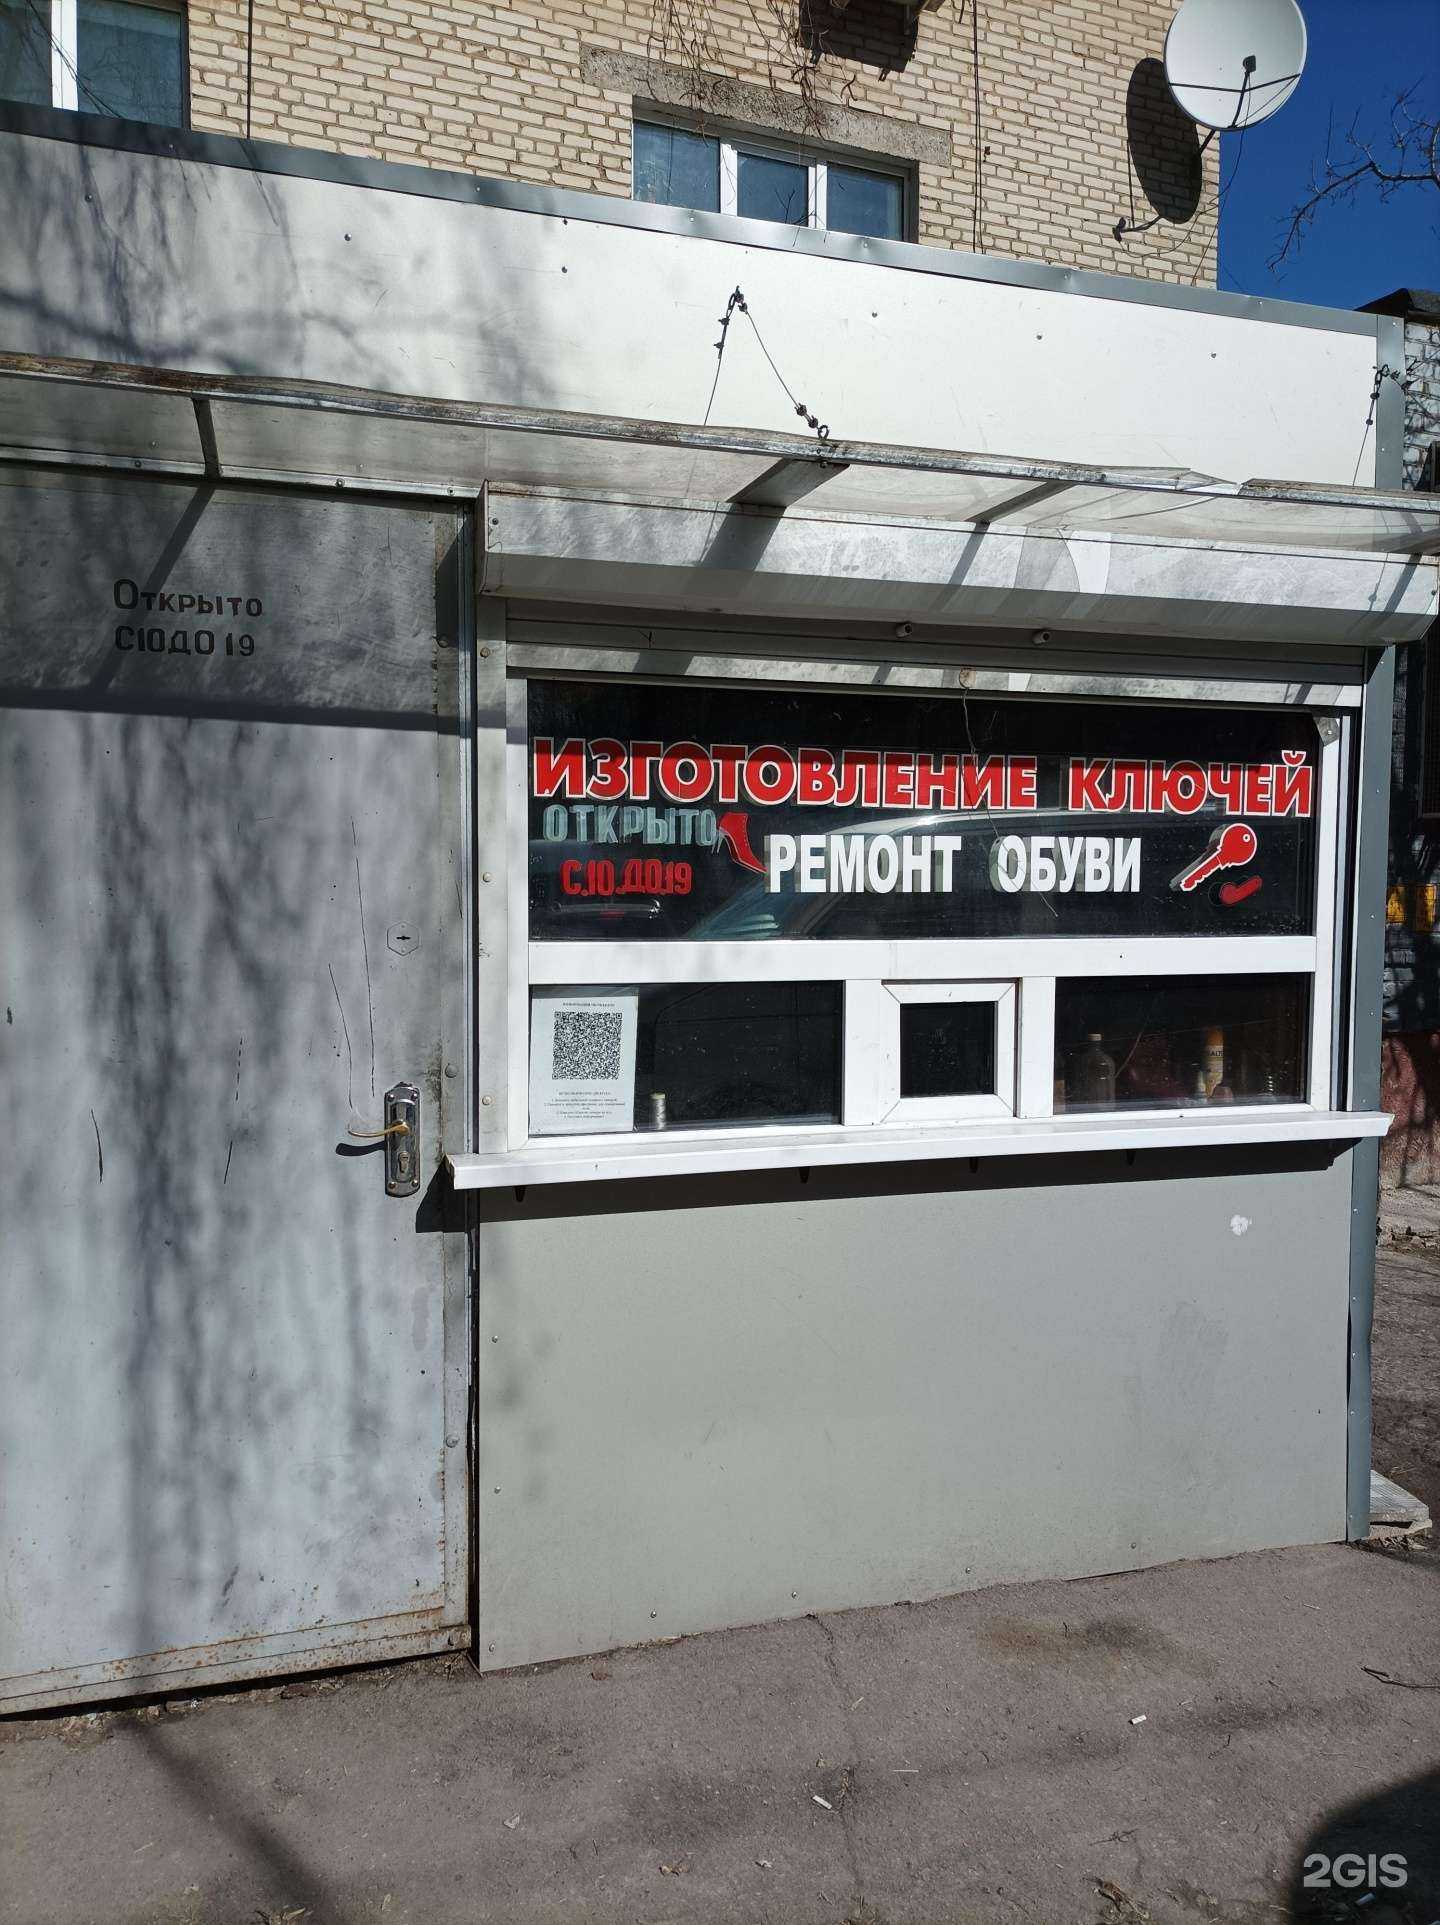 Открыто
с10до19
ИЗГОТОВЛЕНИЕ КЛЮЧЕЙ
ОТКРЫТО
с.10.до.19
РЕМОНТ ОБУВИ
2GIS